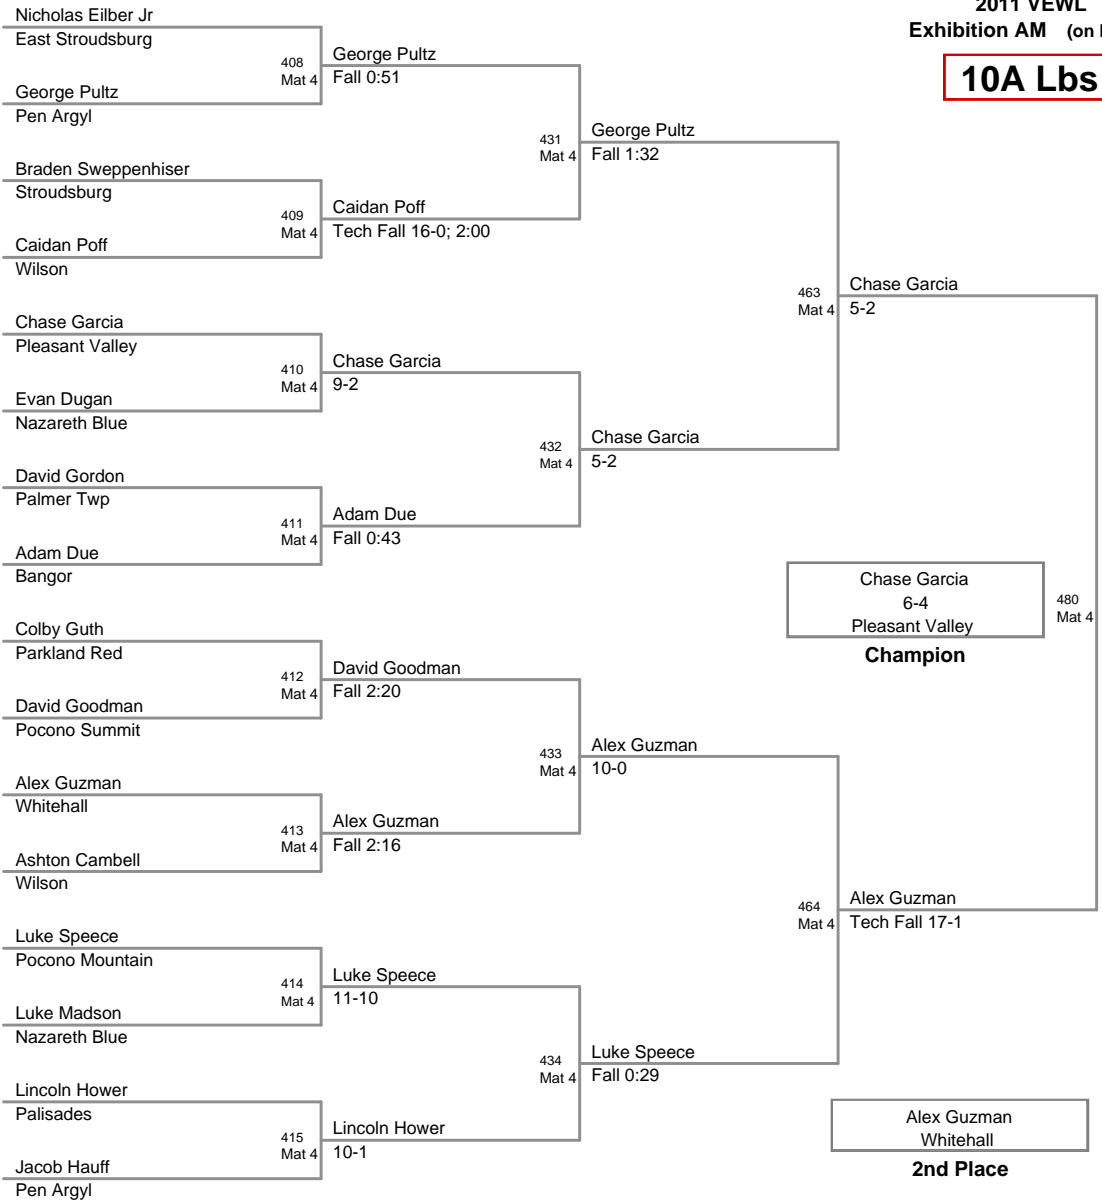 2011 VEWL
Exhibition AM (on
10A Lbs
Nicholas Eilber Jr
East Stroudsburg
408
Mat 4
George Pultz
Fall 0:51
George Pultz
Pen Argyl
431
Mat 4
George Pultz
Fall 1:32
Braden Sweppenhiser
Stroudsburg
409
Mat 4
Caidan Poff
Tech Fall 16-0; 2:00
Caidan Poff
Wilson
463
Mat 4
Chase Garcia
5-2
Chase Garcia
Pleasant Valley
410
Mat 4
Chase Garcia
9-2
Evan Dugan
Nazareth Blue
432
Mat 4
Chase Garcia
5-2
David Gordon
Palmer Twp
411
Mat 4
Adam Due
Fall 0:43
Adam Due
Bangor
Chase Garcia
6-4
Pleasant Valley
Champion
480
Mat 4
Colby Guth
Parkland Red
412
Mat 4
David Goodman
Fall 2:20
David Goodman
Pocono Summit
433
Mat 4
Alex Guzman
10-0
Alex Guzman
Whitehall
413
Mat 4
Alex Guzman
Fall 2:16
Ashton Cambell
Wilson
464
Mat 4
Alex Guzman
Tech Fall 17-1
Luke Speece
Pocono Mountain
414
Mat 4
Luke Speece
11-10
Luke Madson
Nazareth Blue
434
Mat 4
Luke Speece
Fall 0:29
Lincoln Hower
Palisades
415
Mat 4
Lincoln Hower
10-1
Jacob Hauff
Pen Argyl
Alex Guzman
Whitehall
2nd Place